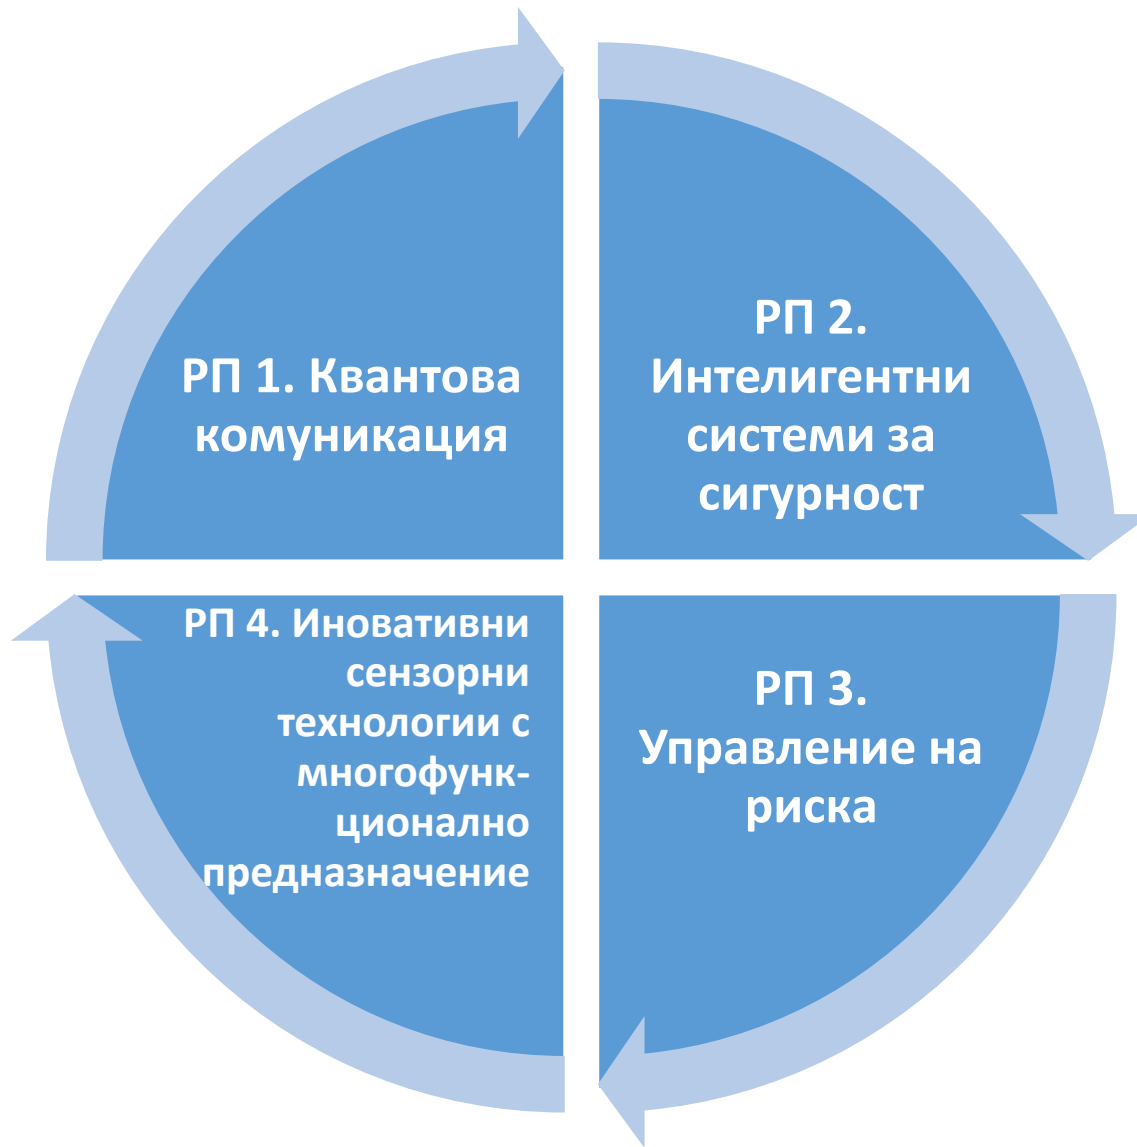 РП 1. Квантова
комуникация
РП 2.
Интелигентни
системи за
сигурност
РП 3.
Управление на
риска
РП 4. Иновативни
сензорни
технологии с
многофунк-
ционално
предназначение